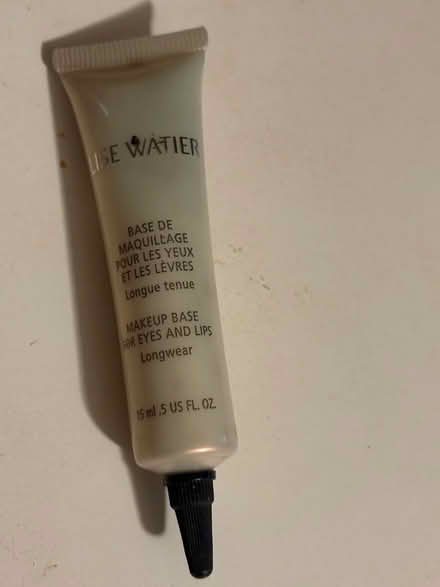 LISE WATIER
BASE DE
MAQUILLAGE
POUR LES YEUX
ET LES LÈVRES
Longue tenue
MAKEUP BASE
FOR EYES AND LIPS
Longwear
15 ml .5 US FL. OZ.